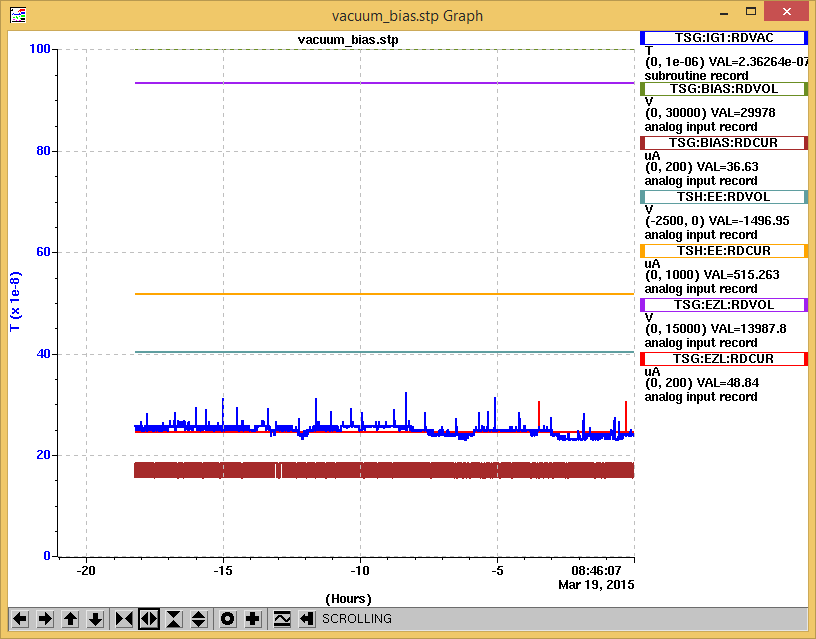 vacuum_bias.stp Graph
vacuum_bias.stp
T (x 1e-8)
100
80
60
40
20
0
-20
-15
-10
-5
08:46:07
Mar 19, 2015
(Hours)
TSG:IG1:RDVAC
T
(0, 1e-06) VAL=2.36264e-07
subroutine record
TSG:BIAS:RDVOL
V
(0, 30000) VAL=29978
analog input record
TSG:BIAS:RDCUR
uA
(0, 200) VAL=36.63
analog input record
TSH:EE:RDVOL
V
(-2500, 0) VAL=-1496.95
analog input record
TSH:EE:RDCUR
uA
(0, 1000) VAL=515.263
analog input record
TSG:EZL:RDVOL
V
(0, 15000) VAL=13987.8
analog input record
TSG:EZL:RDCUR
uA
(0, 200) VAL=48.84
analog input record
SCROLLING